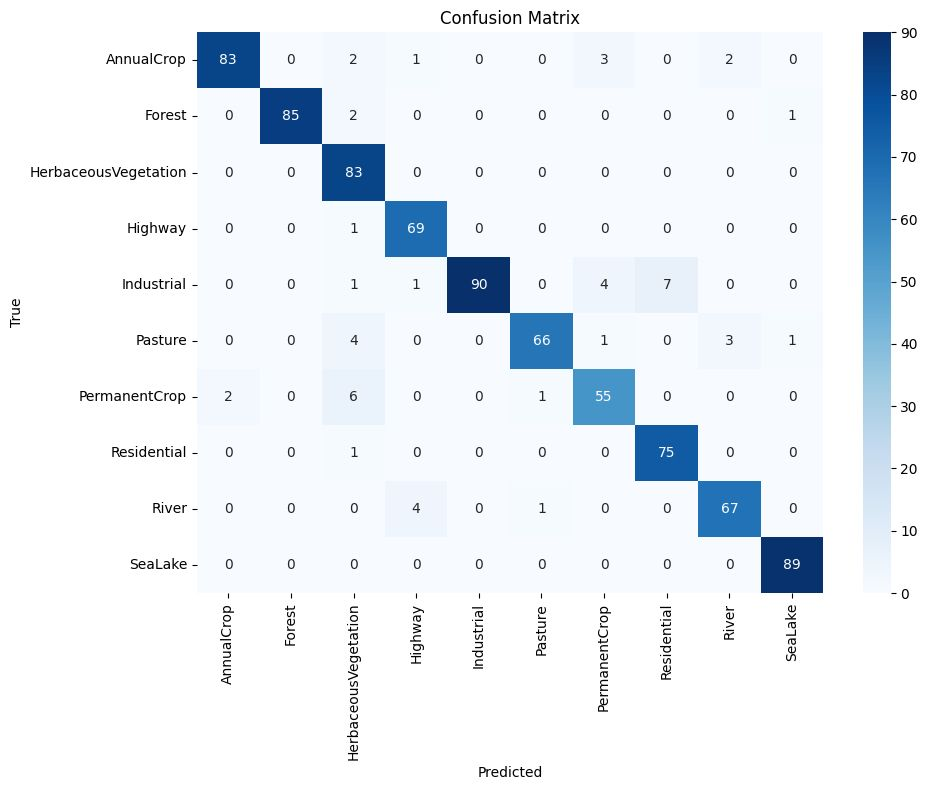 Confusion Matrix
AnnualCrop 83 0 2 1 0 0 3 0 2 0
Forest 0 85 2 0 0 0 0 0 0 1
HerbaceousVegetation 0 0 83 0 0 0 0 0 0 0
Highway 0 0 1 69 0 0 0 0 0 0
Industrial 0 0 1 1 90 0 4 7 0 0
Pasture 0 0 4 0 0 66 1 0 3 1
PermanentCrop 2 0 6 0 0 1 55 0 0 0
Residential 0 0 1 0 0 0 0 75 0 0
River 0 0 0 4 0 1 0 0 67 0
SeaLake 0 0 0 0 0 0 0 0 0 89
True
AnnualCrop Forest HerbaceousVegetation Highway Industrial Pasture PermanentCrop Residential River SeaLake
Predicted
90
80
70
60
50
40
30
20
10
0